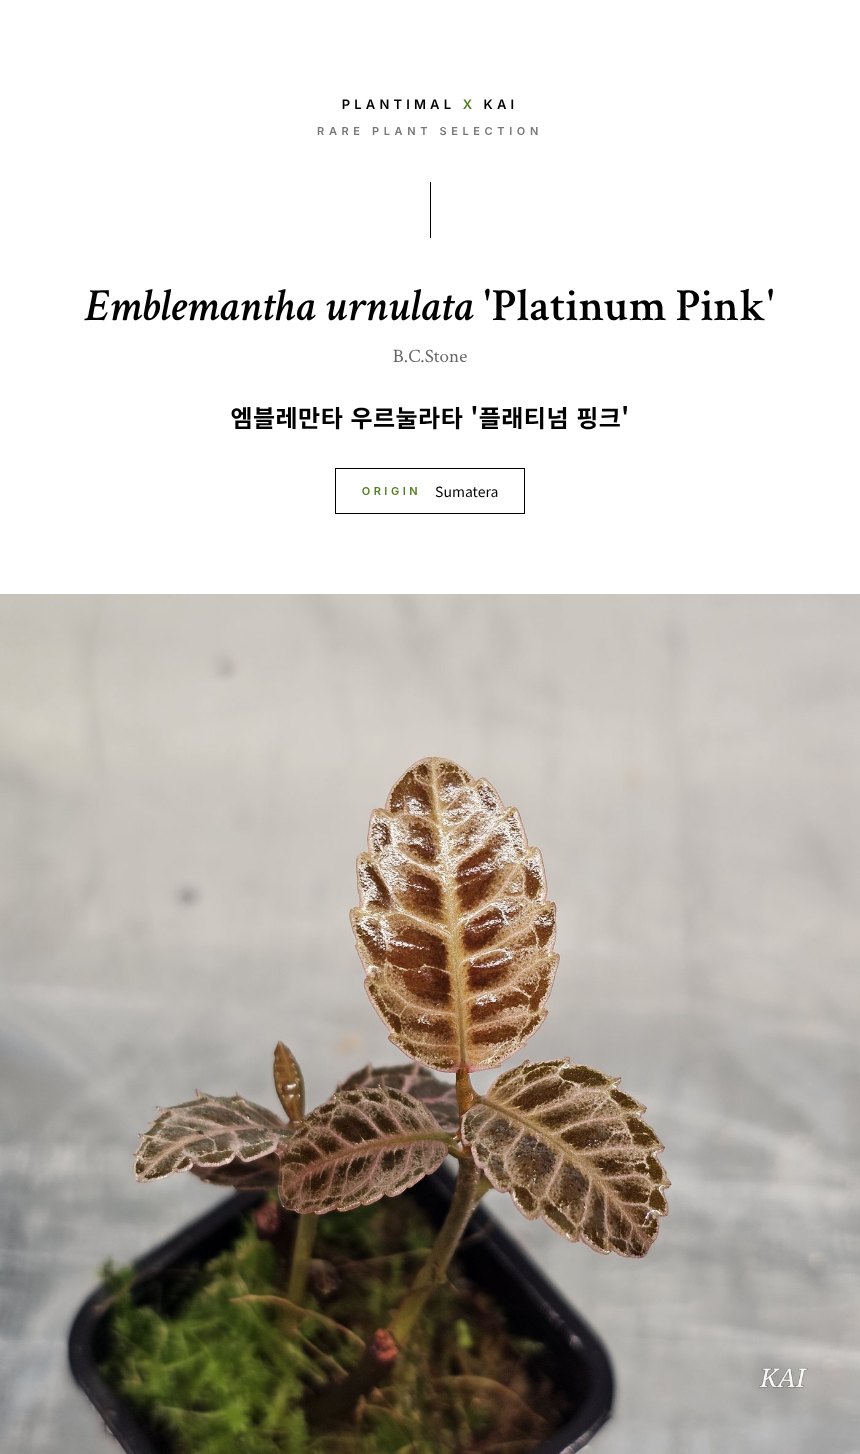 PLANTIMAL X KAI
RARE PLANT SELECTION
Emblemantha urnulata 'Platinum Pink'
B.C.Stone
엠블레만타 우르눌라타 '플래티넘 핑크'
ORIGIN Sumatera
KAI